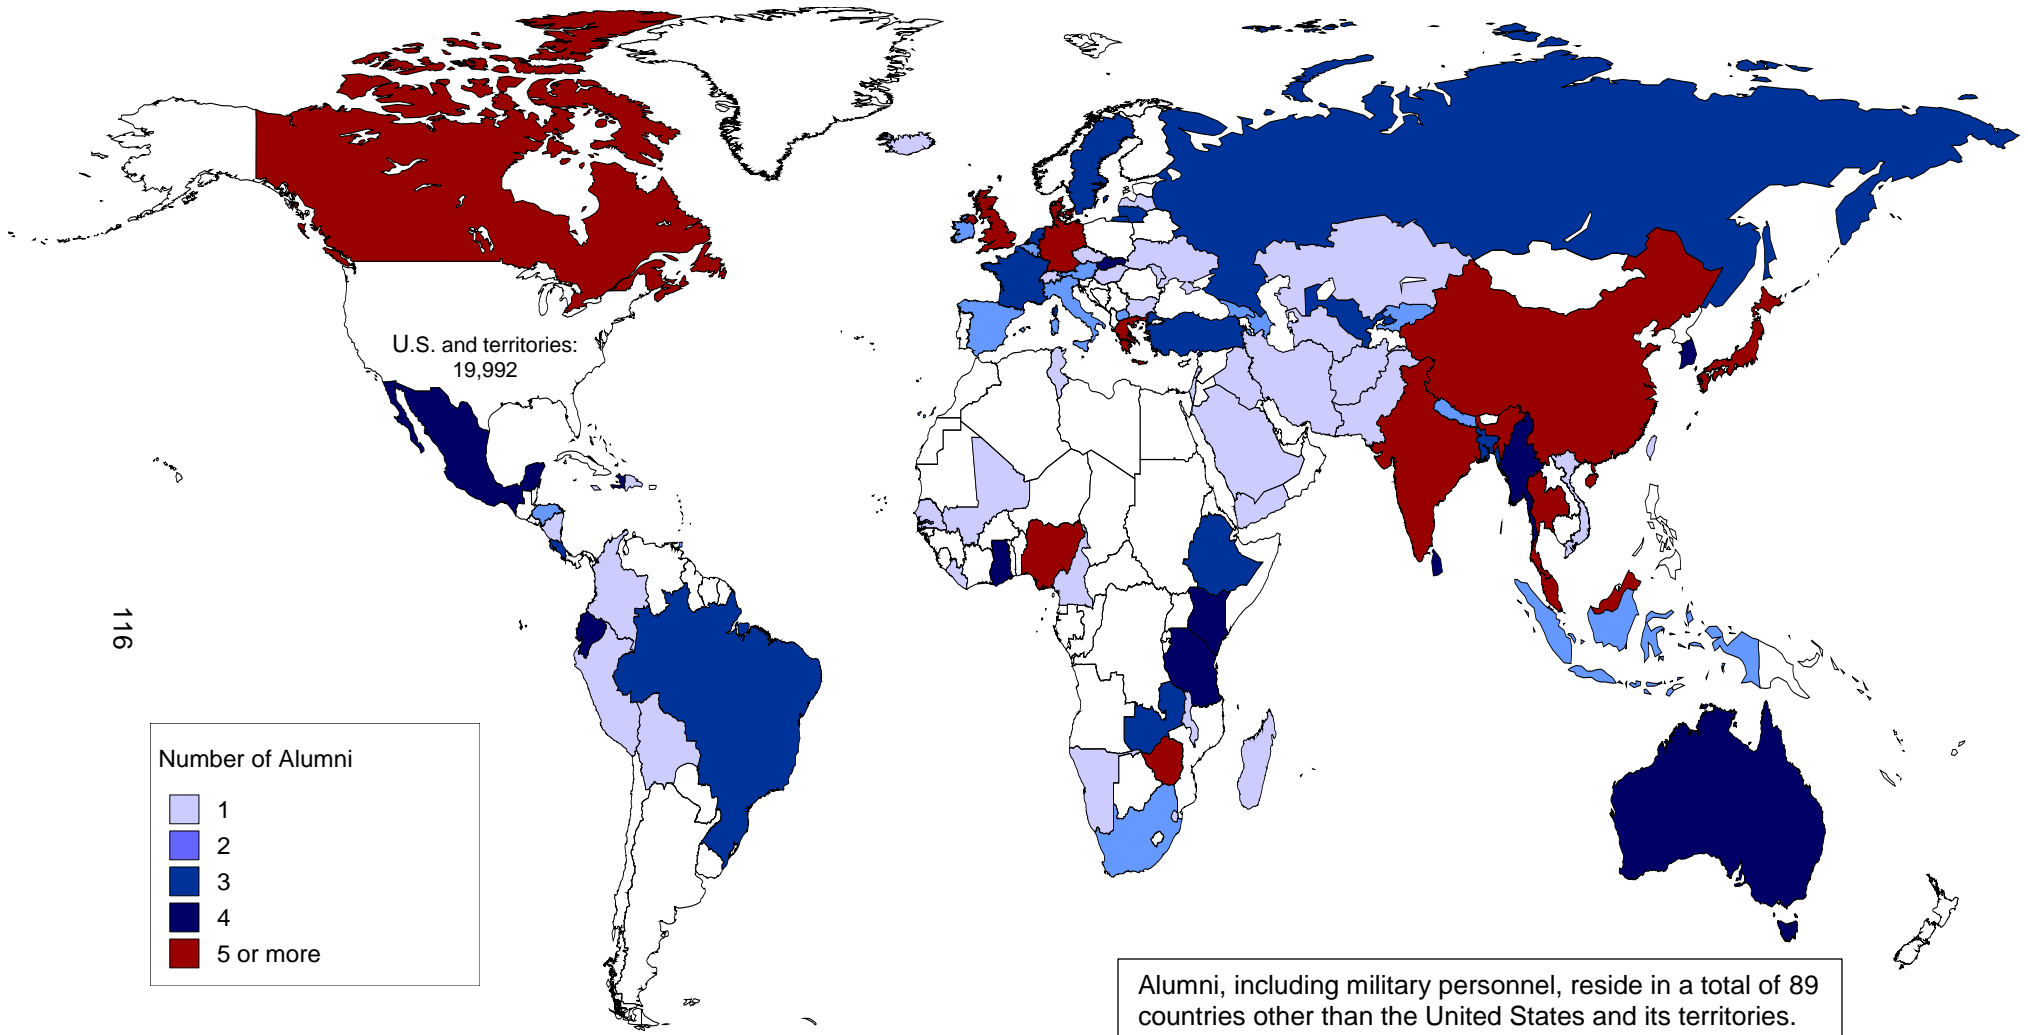 U.S. and territories:
19,992
116
Number of Alumni
1
2
3
4
5 or more
Alumni, including military personnel, reside in a total of 89
countries other than the United States and its territories.